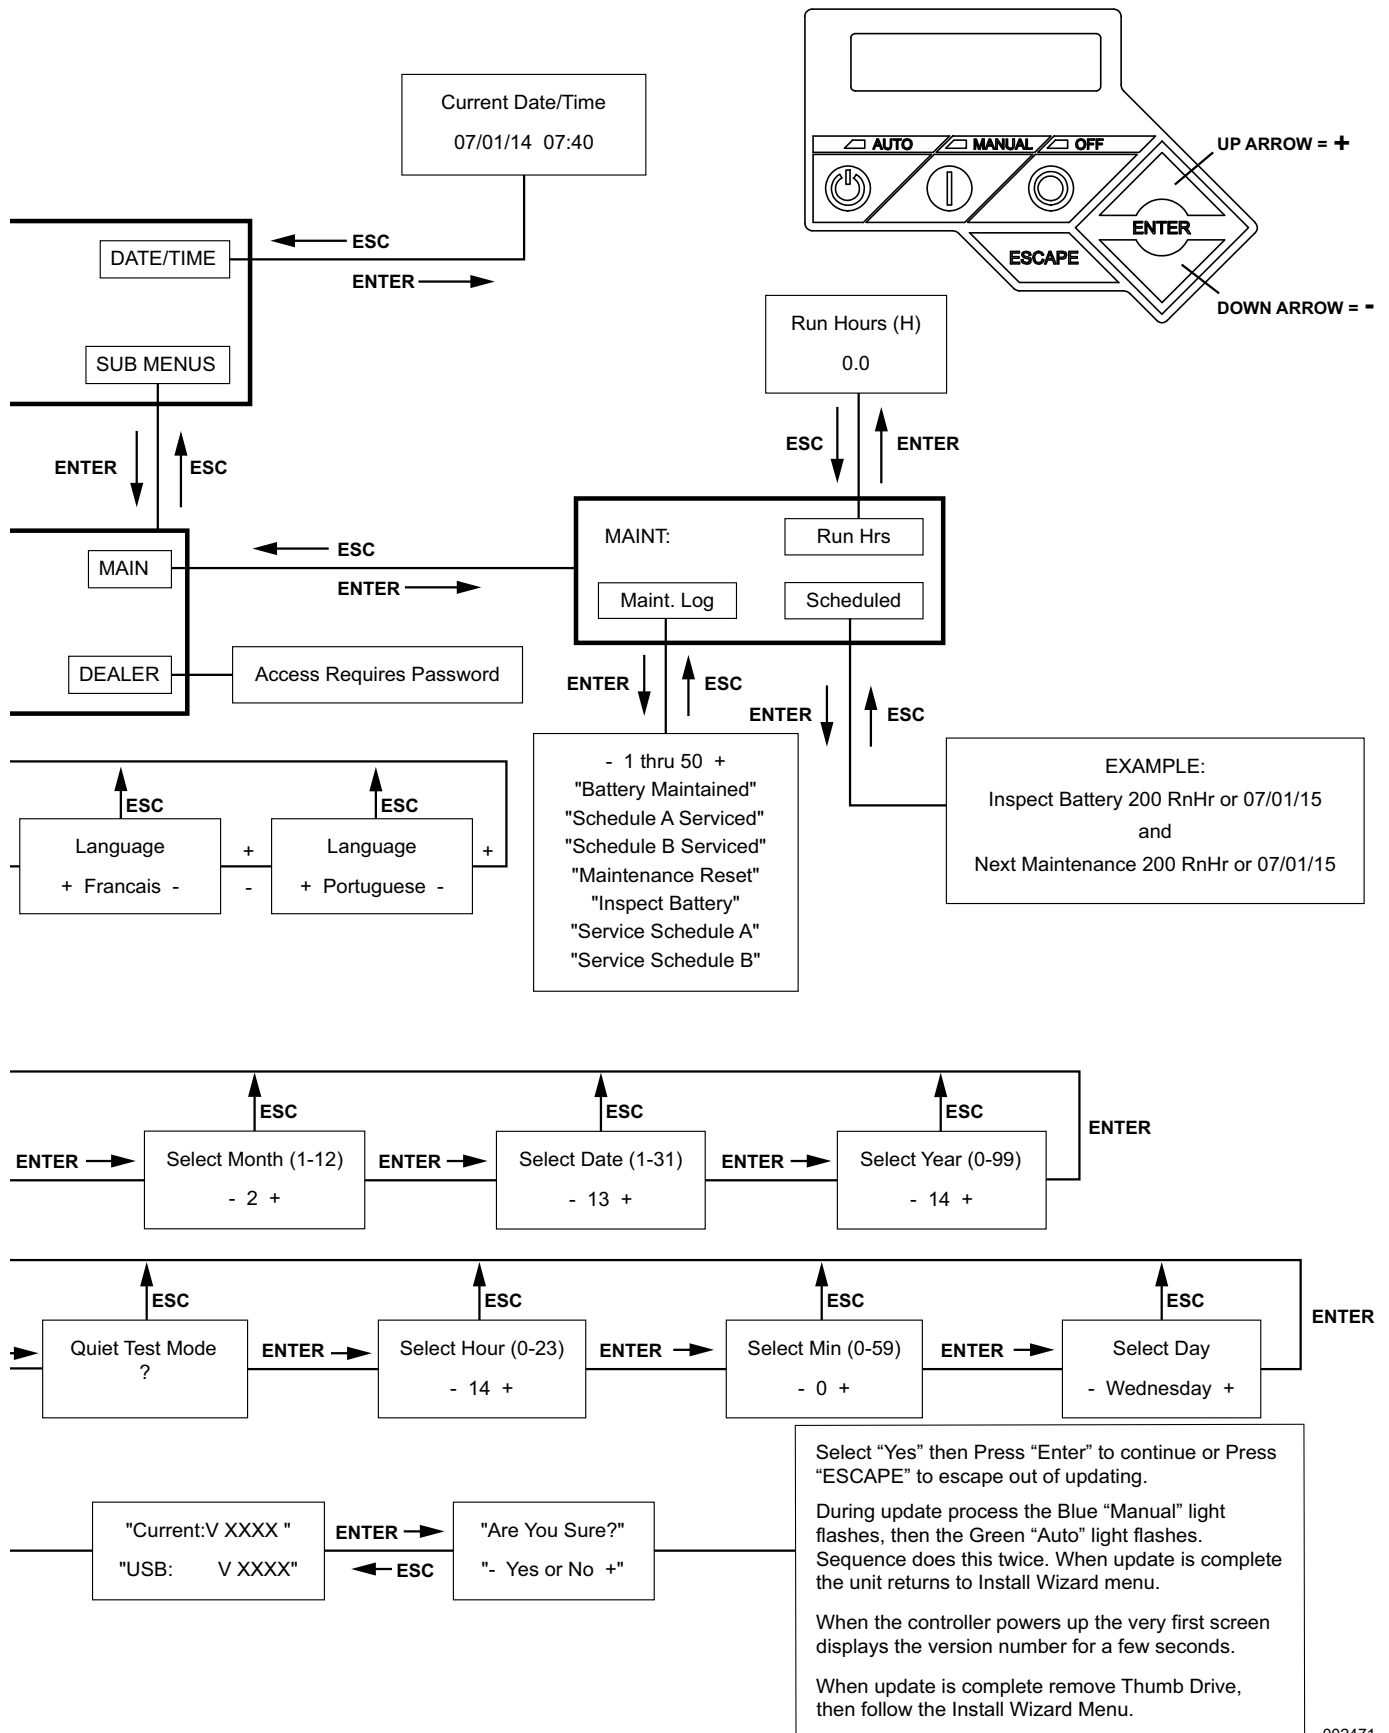 Current Date/Time
07/01/14 07:40
AUTO
MANUAL
OFF
UP ARROW = +
ENTER
ESCAPE
DOWN ARROW = -
DATE/TIME
ESC
ENTER
SUB MENUS
ENTER
ESC
Run Hours (H)
0.0
ESC
ENTER
MAIN
ESC
ENTER
MAINT:
Run Hrs
Maint. Log
Scheduled
DEALER
Access Requires Password
ENTER
ESC
ENTER
ESC
- 1 thru 50 +
"Battery Maintained"
"Schedule A Serviced"
"Schedule B Serviced"
"Maintenance Reset"
"Inspect Battery"
"Service Schedule A"
"Service Schedule B"
EXAMPLE:
Inspect Battery 200 RnHr or 07/01/15
and
Next Maintenance 200 RnHr or 07/01/15
ESC
ESC
Language
+ Francais -
+
-
Language
+ Portuguese -
+
ESC
ESC
ESC
ENTER
ENTER
Select Month (1-12)
- 2 +
ENTER
Select Date (1-31)
- 13 +
ENTER
Select Year (0-99)
- 14 +
ESC
ESC
ESC
ESC
ENTER
Quiet Test Mode
?
ENTER
Select Hour (0-23)
- 14 +
ENTER
Select Min (0-59)
- 0 +
ENTER
Select Day
- Wednesday +
"Current:V XXXX "
"USB: V XXXX"
ENTER
ESC
"Are You Sure?"
"- Yes or No +"
Select “Yes” then Press “Enter” to continue or Press
“ESCAPE” to escape out of updating.
During update process the Blue “Manual” light
flashes, then the Green “Auto” light flashes.
Sequence does this twice. When update is complete
the unit returns to Install Wizard menu.
When the controller powers up the very first screen
displays the version number for a few seconds.
When update is complete remove Thumb Drive,
then follow the Install Wizard Menu.